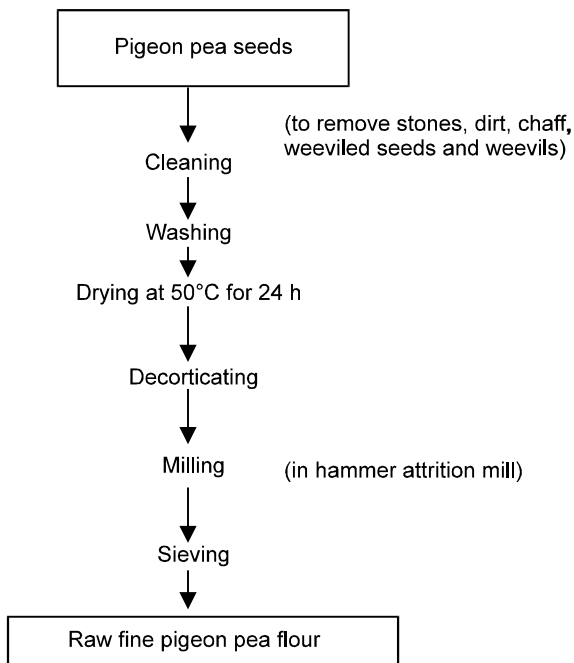 Pigeon pea seeds
(to remove stones, dirt, chaff,
weeviled seeds and weevils)
Cleaning
Washing
Drying at 50°C for 24 h
Decorticating
Milling
(in hammer attrition mill)
Sieving
Raw fine pigeon pea flour